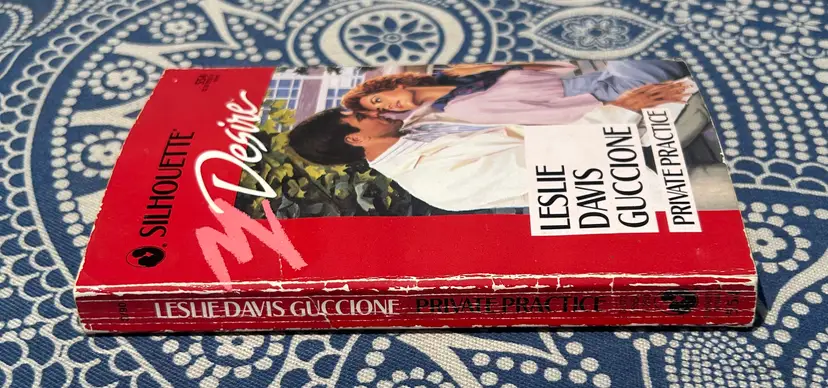 SILHOUETTE®
Desire
LESLIE
DAVIS
GUCCIONE
PRIVATE PRACTICE
LESLIE DAVIS GUCCIONE PRIVATE PRACTICE